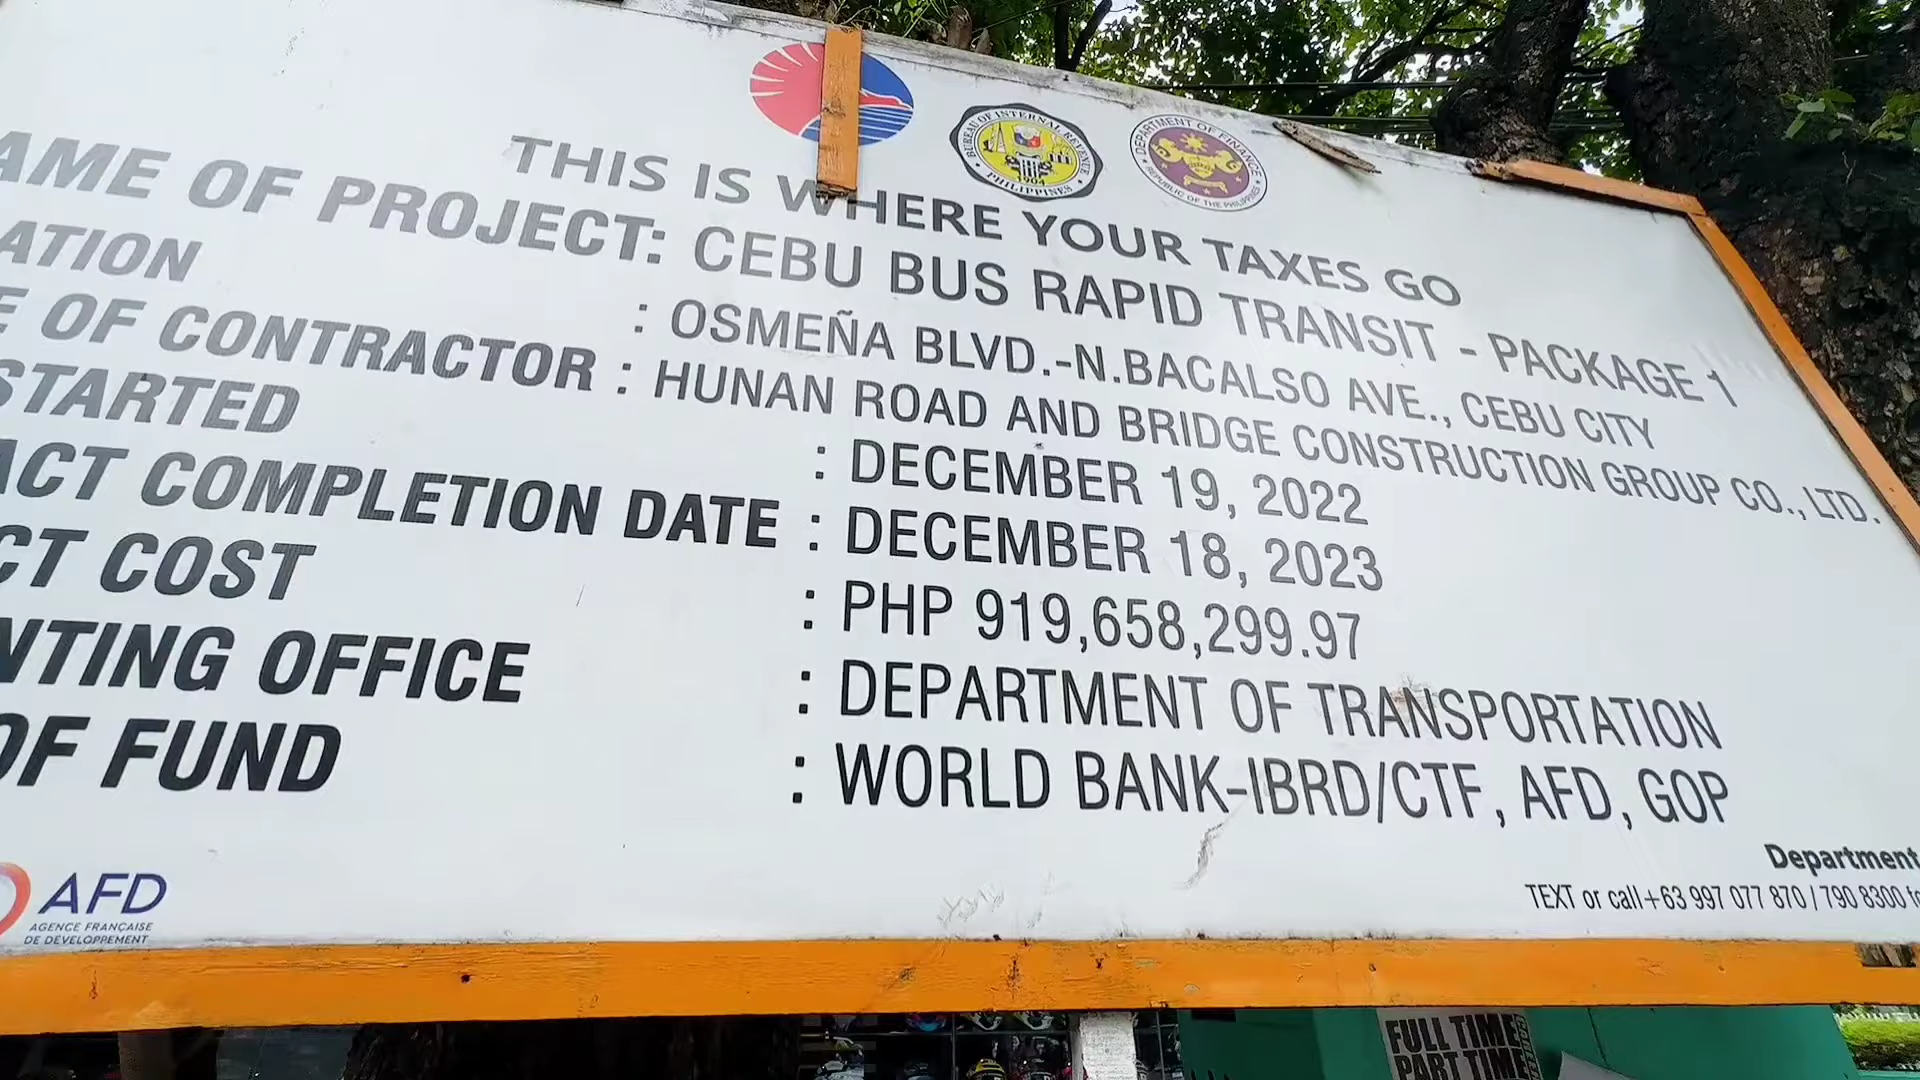 BUREAU OF INTERNAL REVENUE
1904
PHILIPPINES
DEPARTMENT OF FINANCE
REPUBLIC OF THE PHILIPPINES
THIS IS WHERE YOUR TAXES GO
AME OF PROJECT: CEBU BUS RAPID TRANSIT - PACKAGE 1
ATION : OSMEÑA BLVD.-N.BACALSO AVE., CEBU CITY
E OF CONTRACTOR : HUNAN ROAD AND BRIDGE CONSTRUCTION GROUP CO., LTD.
STARTED : DECEMBER 19, 2022
ACT COMPLETION DATE : DECEMBER 18, 2023
CT COST : PHP 919,658,299.97
NTING OFFICE : DEPARTMENT OF TRANSPORTATION
OF FUND : WORLD BANK-IBRD/CTF, AFD, GOP
Department
TEXT or call +63 997 077 870 / 790 8300 fo
AFD
AGENCE FRANÇAISE
DE DEVELOPPEMENT
FULL TIME
PART TIME